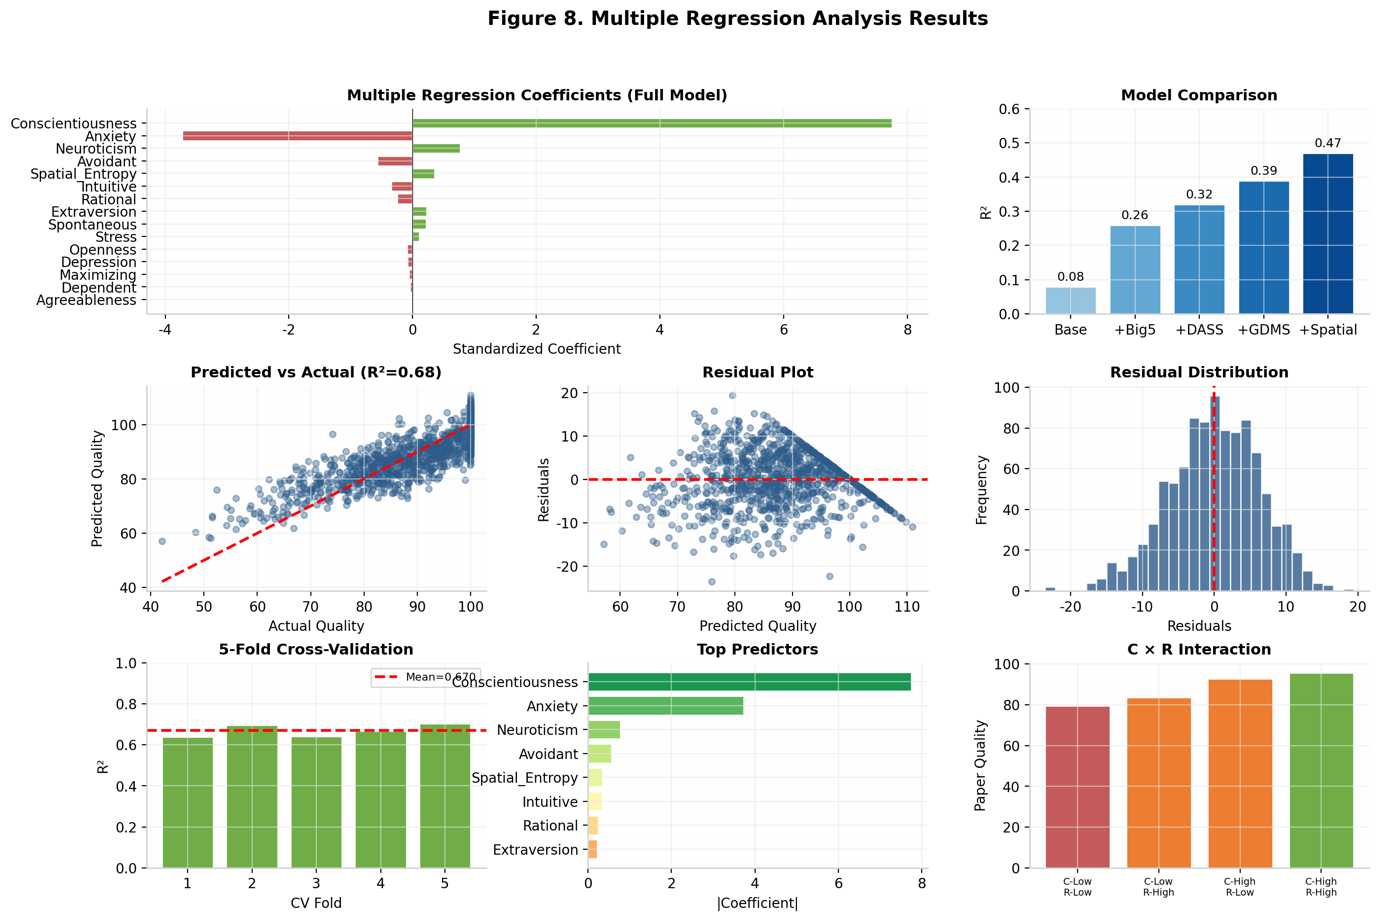 Figure 8. Multiple Regression Analysis Results
Multiple Regression Coefficients (Full Model)
Conscientiousness
Anxiety
Neuroticism
Avoidant
Spatial_Entropy
Intuitive
Rational
Extraversion
Spontaneous
Stress
Openness
Depression
Maximizing
Dependent
Agreeableness
-4 -2 0 2 4 6 8
Standardized Coefficient
Model Comparison
R²
0.6
0.5
0.4
0.3
0.2
0.1
0.0
0.08
0.26
0.32
0.39
0.47
Base +Big5 +DASS +GDMS +Spatial
Predicted vs Actual (R²=0.68)
Predicted Quality
100
80
60
40
40 50 60 70 80 90 100
Actual Quality
Residual Plot
Residuals
20
10
0
-10
-20
60 70 80 90 100 110
Predicted Quality
Residual Distribution
Frequency
100
80
60
40
20
0
-20 -10 0 10 20
Residuals
5-Fold Cross-Validation
R²
1.0
0.8
0.6
0.4
0.2
0.0
Mean=0.670
1 2 3 4 5
CV Fold
Top Predictors
Conscientiousness
Anxiety
Neuroticism
Avoidant
Spatial_Entropy
Intuitive
Rational
Extraversion
0 2 4 6 8
|Coefficient|
C × R Interaction
Paper Quality
100
80
60
40
20
0
C-Low C-Low C-High C-High
R-Low R-High R-Low R-High